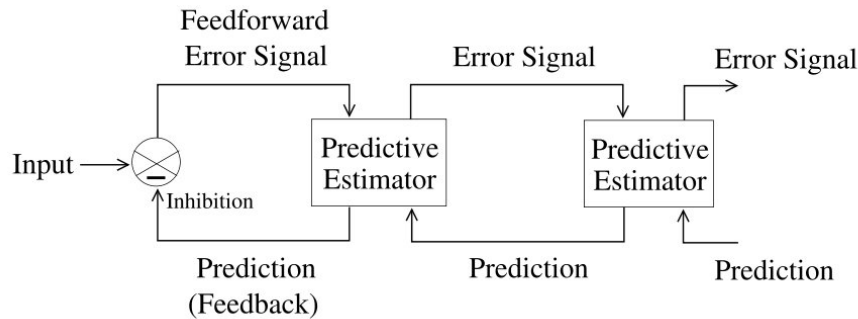 Feedforward
Error Signal
Error Signal
Error Signal
Input
Predictive
Estimator
Predictive
Estimator
Inhibition
Prediction
(Feedback)
Prediction
Prediction